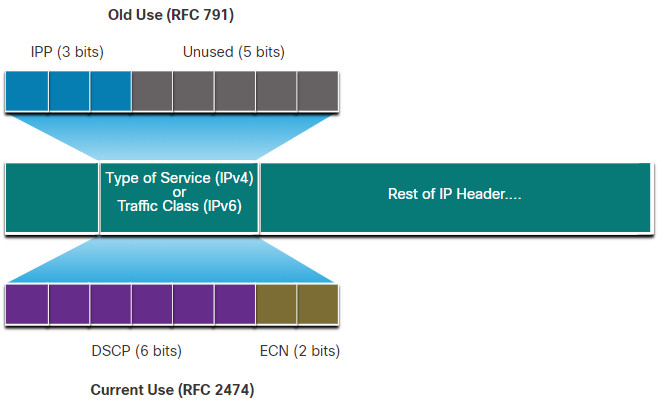 Old Use (RFC 791)
IPP (3 bits) Unused (5 bits)
Type of Service (IPv4)
or
Traffic Class (IPv6)
Rest of IP Header....
DSCP (6 bits) ECN (2 bits)
Current Use (RFC 2474)